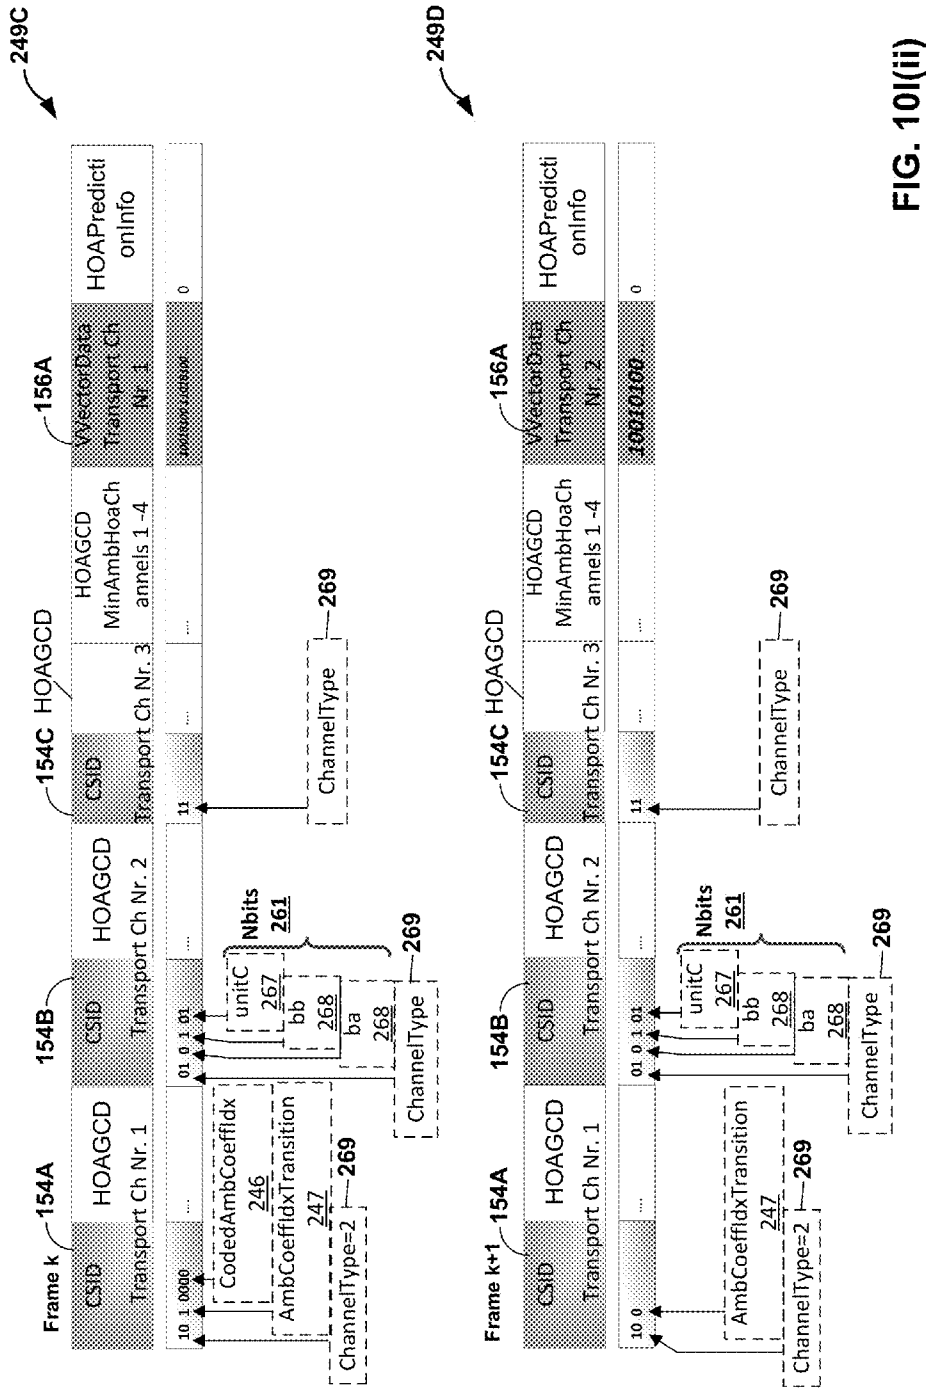 249C
Frame k
154A
154B
154C
HOAGCD
156A
CSID
HOAGCD
Transport Ch Nr. 1
CSID
HOAGCD
Transport Ch Nr. 2
CSID
Transport Ch Nr. 3
HOAGCD
MinAmbHoaCh
annels 1 -4
VVectorData
Transport Ch
Nr. 1
HOAPredicti
onInfo
10 1 0000
...
01 0 1 01
...
11
...
...
0
CodedAmbCoeffIdx
246
AmbCoeffIdxTransition
247
ChannelType=2
269
unitC
267
bb
268
ba
268
Nbits
261
ChannelType
269
ChannelType
269
249D
Frame k+1
154A
154B
154C
HOAGCD
156A
CSID
HOAGCD
Transport Ch Nr. 1
CSID
HOAGCD
Transport Ch Nr. 2
CSID
Transport Ch Nr. 3
HOAGCD
MinAmbHoaCh
annels 1 -4
VVectorData
Transport Ch
Nr. 2
HOAPredicti
onInfo
10 0
...
01 0 1 01
...
11
...
...
10010100
0
AmbCoeffIdxTransition
247
ChannelType=2
269
unitC
267
bb
268
ba
268
Nbits
261
ChannelType
269
ChannelType
269
FIG. 10I(ii)